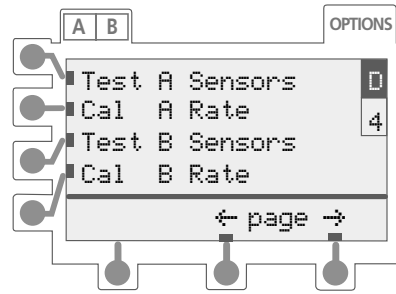 A B OPTIONS
Test A Sensors D
Cal A Rate 4
Test B Sensors
Cal B Rate
← page →